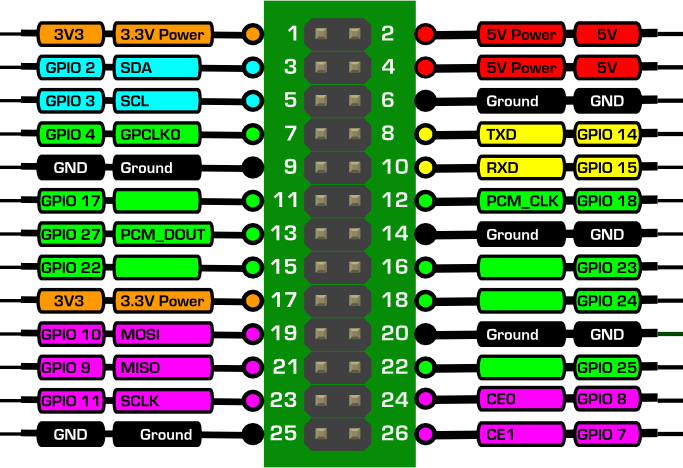 3V3 3.3V Power 1 2 5V Power 5V
GPIO 2 SDA 3 4 5V Power 5V
GPIO 3 SCL 5 6 Ground GND
GPIO 4 GPCLK0 7 8 TXD GPIO 14
GND Ground 9 10 RXD GPIO 15
GPIO 17 11 12 PCM_CLK GPIO 18
GPIO 27 PCM_DOUT 13 14 Ground GND
GPIO 22 15 16 GPIO 23
3V3 3.3V Power 17 18 GPIO 24
GPIO 10 MOSI 19 20 Ground GND
GPIO 9 MISO 21 22 GPIO 25
GPIO 11 SCLK 23 24 CE0 GPIO 8
GND Ground 25 26 CE1 GPIO 7